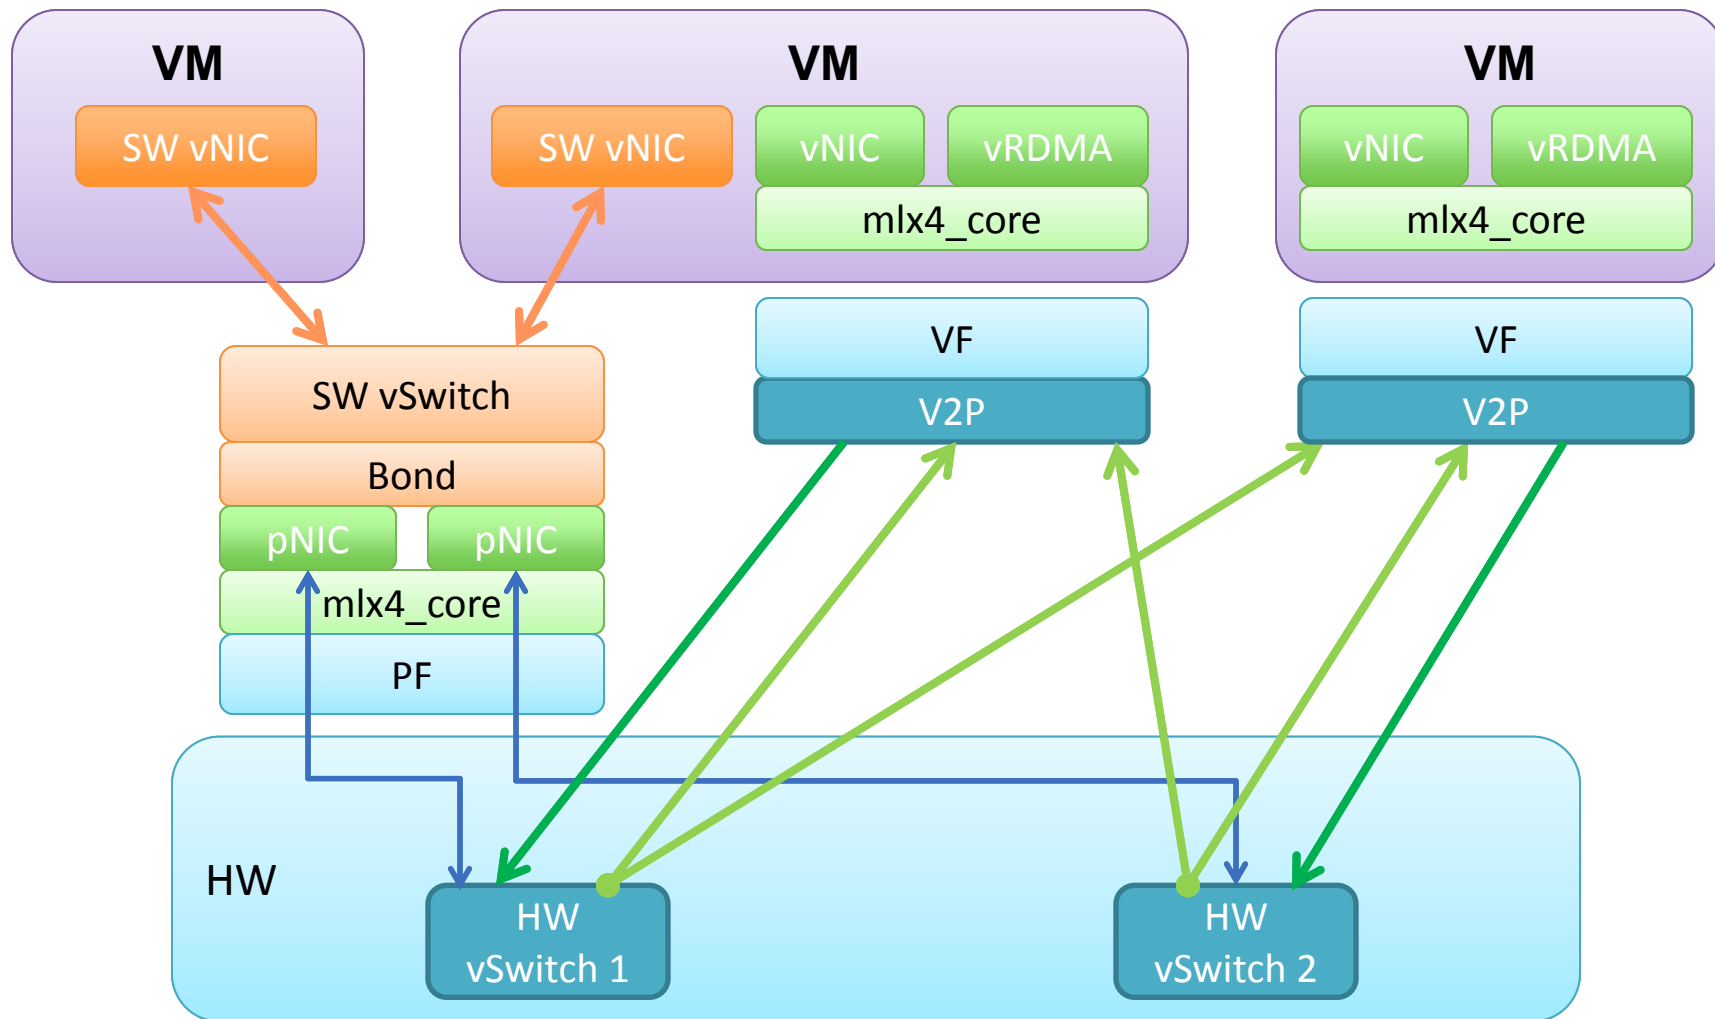 VM
SW vNIC
VM
SW vNIC
vNIC
vRDMA
mlx4_core
VM
vNIC
vRDMA
mlx4_core
SW vSwitch
Bond
pNIC
pNIC
mlx4_core
PF
VF
V2P
VF
V2P
HW
HW
vSwitch 1
HW
vSwitch 2